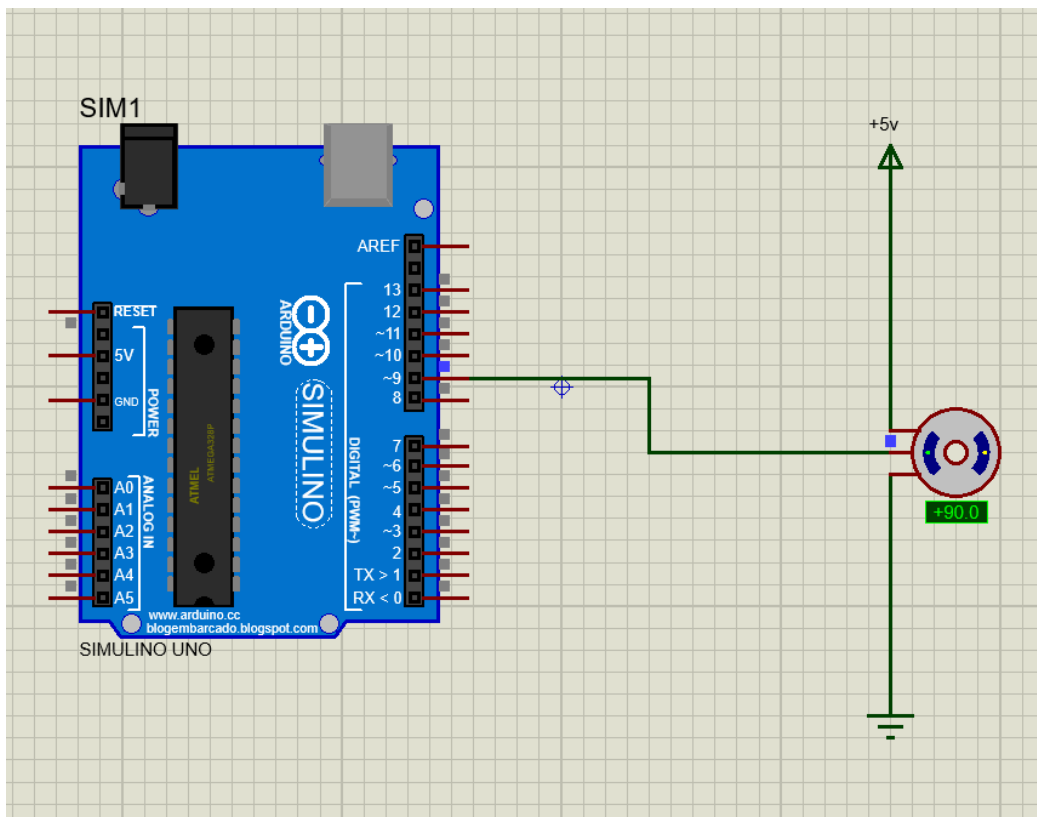 SIM1
+5v
AREF
13
12
~11
~10
~9
8
7
~6
~5
4
~3
2
TX > 1
RX < 0
RESET
5V
GND
POWER
A0
A1
A2
A3
A4
A5
ANALOG IN
ATMEL
ATMEGA328P
ARDUINO
SIMULINO
DIGITAL (PWM~)
www.arduino.cc
blogembarcado.blogspot.com
SIMULINO UNO
+90.0